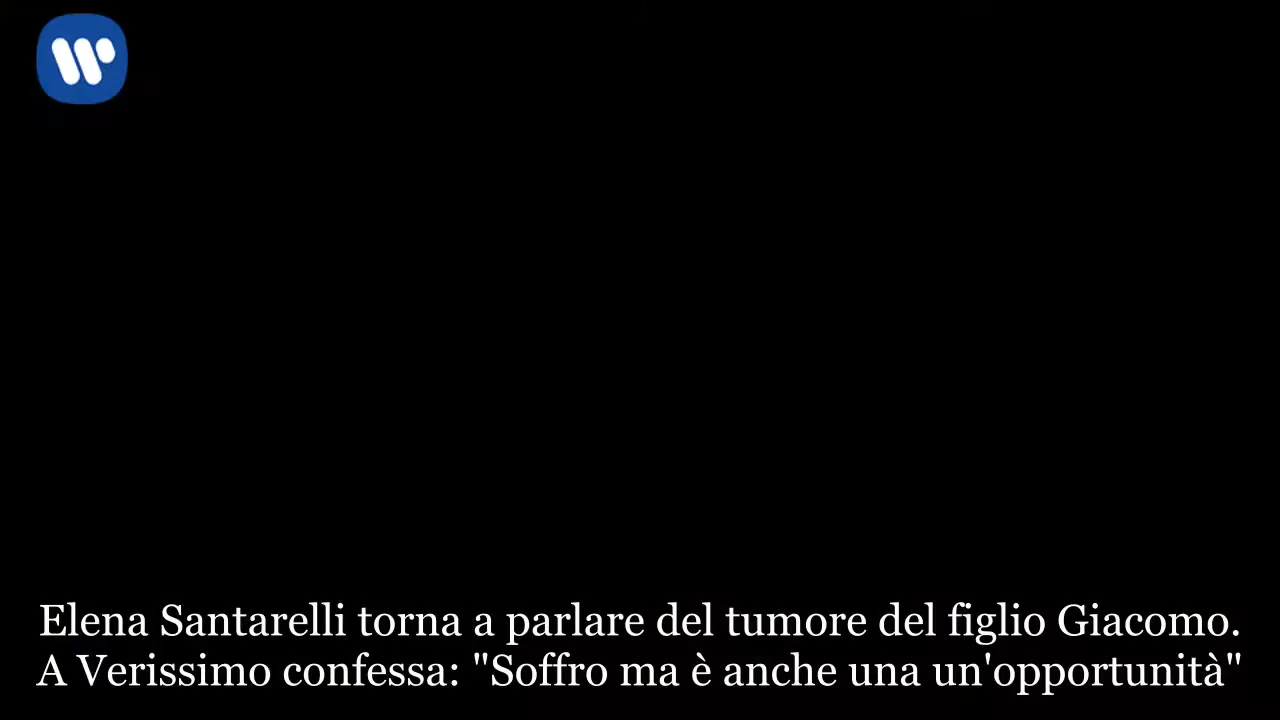 Elena Santarelli torna a parlare del tumore del figlio Giacomo.
A Verissimo confessa: "Soffro ma è anche una un'opportunità"